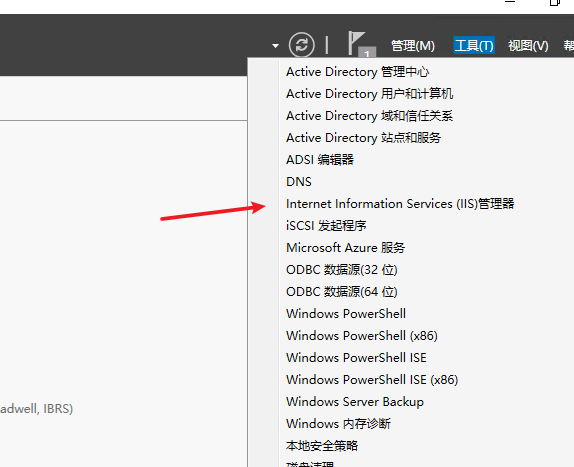 1
管理(M)
工具(T)
视图(V)
Active Directory 管理中心
Active Directory 用户和计算机
Active Directory 域和信任关系
Active Directory 站点和服务
ADSI 编辑器
DNS
Internet Information Services (IIS)管理器
iSCSI 发起程序
Microsoft Azure 服务
ODBC 数据源(32 位)
ODBC 数据源(64 位)
Windows PowerShell
Windows PowerShell (x86)
Windows PowerShell ISE
Windows PowerShell ISE (x86)
adwell, IBRS)
Windows Server Backup
Windows 内存诊断
本地安全策略